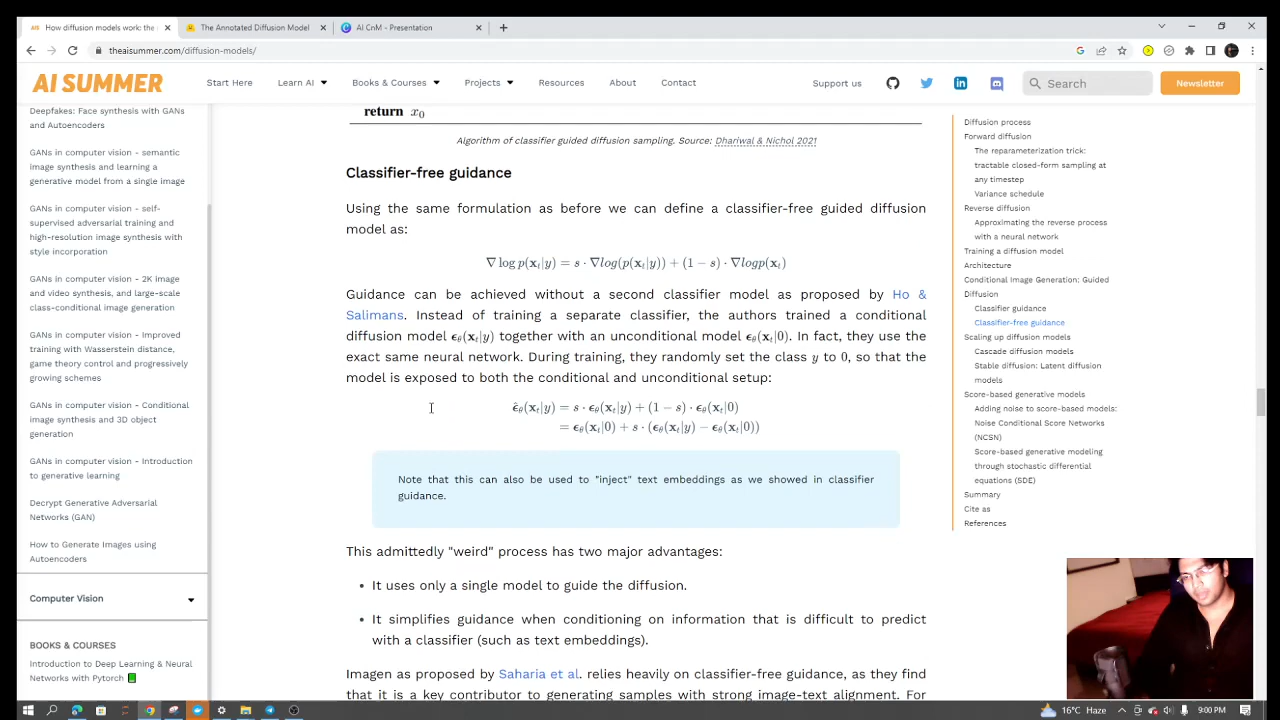 How diffusion models work: the
The Annotated Diffusion Model
AI CnM - Presentation
theaisummer.com/diffusion-models/
AI SUMMER
Start Here
Learn AI
Books & Courses
Projects
Resources
About
Contact
Support us
Search
Newsletter
Deepfakes: Face synthesis with GANs
and Autoencoders
GANs in computer vision - semantic
image synthesis and learning a
generative model from a single image
GANs in computer vision - self-
supervised adversarial training and
high-resolution image synthesis with
style incorporation
GANs in computer vision - 2K image
and video synthesis, and large-scale
class-conditional image generation
GANs in computer vision - Improved
training with Wasserstein distance,
game theory control and progressively
growing schemes
GANs in computer vision - Conditional
image synthesis and 3D object
generation
GANs in computer vision - Introduction
to generative learning
Decrypt Generative Adversarial
Networks (GAN)
How to Generate Images using
Autoencoders
Computer Vision
BOOKS & COURSES
Introduction to Deep Learning & Neural
Networks with Pytorch
return x₀
Algorithm of classifier guided diffusion sampling. Source: Dhariwal & Nichol 2021
Classifier-free guidance
Using the same formulation as before we can define a classifier-free guided diffusion
model as:
∇ log p(xₜ|y) = s · ∇log(p(xₜ|y)) + (1 − s) · ∇logp(xₜ)
Guidance can be achieved without a second classifier model as proposed by Ho &
Salimans. Instead of training a separate classifier, the authors trained a conditional
diffusion model ϵθ(xₜ|y) together with an unconditional model ϵθ(xₜ|0). In fact, they use the
exact same neural network. During training, they randomly set the class y to 0, so that the
model is exposed to both the conditional and unconditional setup:
ϵ̂θ(xₜ|y) = s · ϵθ(xₜ|y) + (1 − s) · ϵθ(xₜ|0)
= ϵθ(xₜ|0) + s · (ϵθ(xₜ|y) − ϵθ(xₜ|0))
Note that this can also be used to "inject" text embeddings as we showed in classifier
guidance.
This admittedly "weird" process has two major advantages:
• It uses only a single model to guide the diffusion.
• It simplifies guidance when conditioning on information that is difficult to predict
with a classifier (such as text embeddings).
Imagen as proposed by Saharia et al. relies heavily on classifier-free guidance, as they find
that it is a key contributor to generating samples with strong image-text alignment. For
Diffusion process
Forward diffusion
The reparameterization trick:
tractable closed-form sampling at
any timestep
Variance schedule
Reverse diffusion
Approximating the reverse process
with a neural network
Training a diffusion model
Architecture
Conditional Image Generation: Guided
Diffusion
Classifier guidance
Classifier-free guidance
Scaling up diffusion models
Cascade diffusion models
Stable diffusion: Latent diffusion
models
Score-based generative models
Adding noise to score-based models:
Noise Conditional Score Networks
(NCSN)
Score-based generative modeling
through stochastic differential
equations (SDE)
Summary
Cite as
References
16°C Haze
9:00 PM